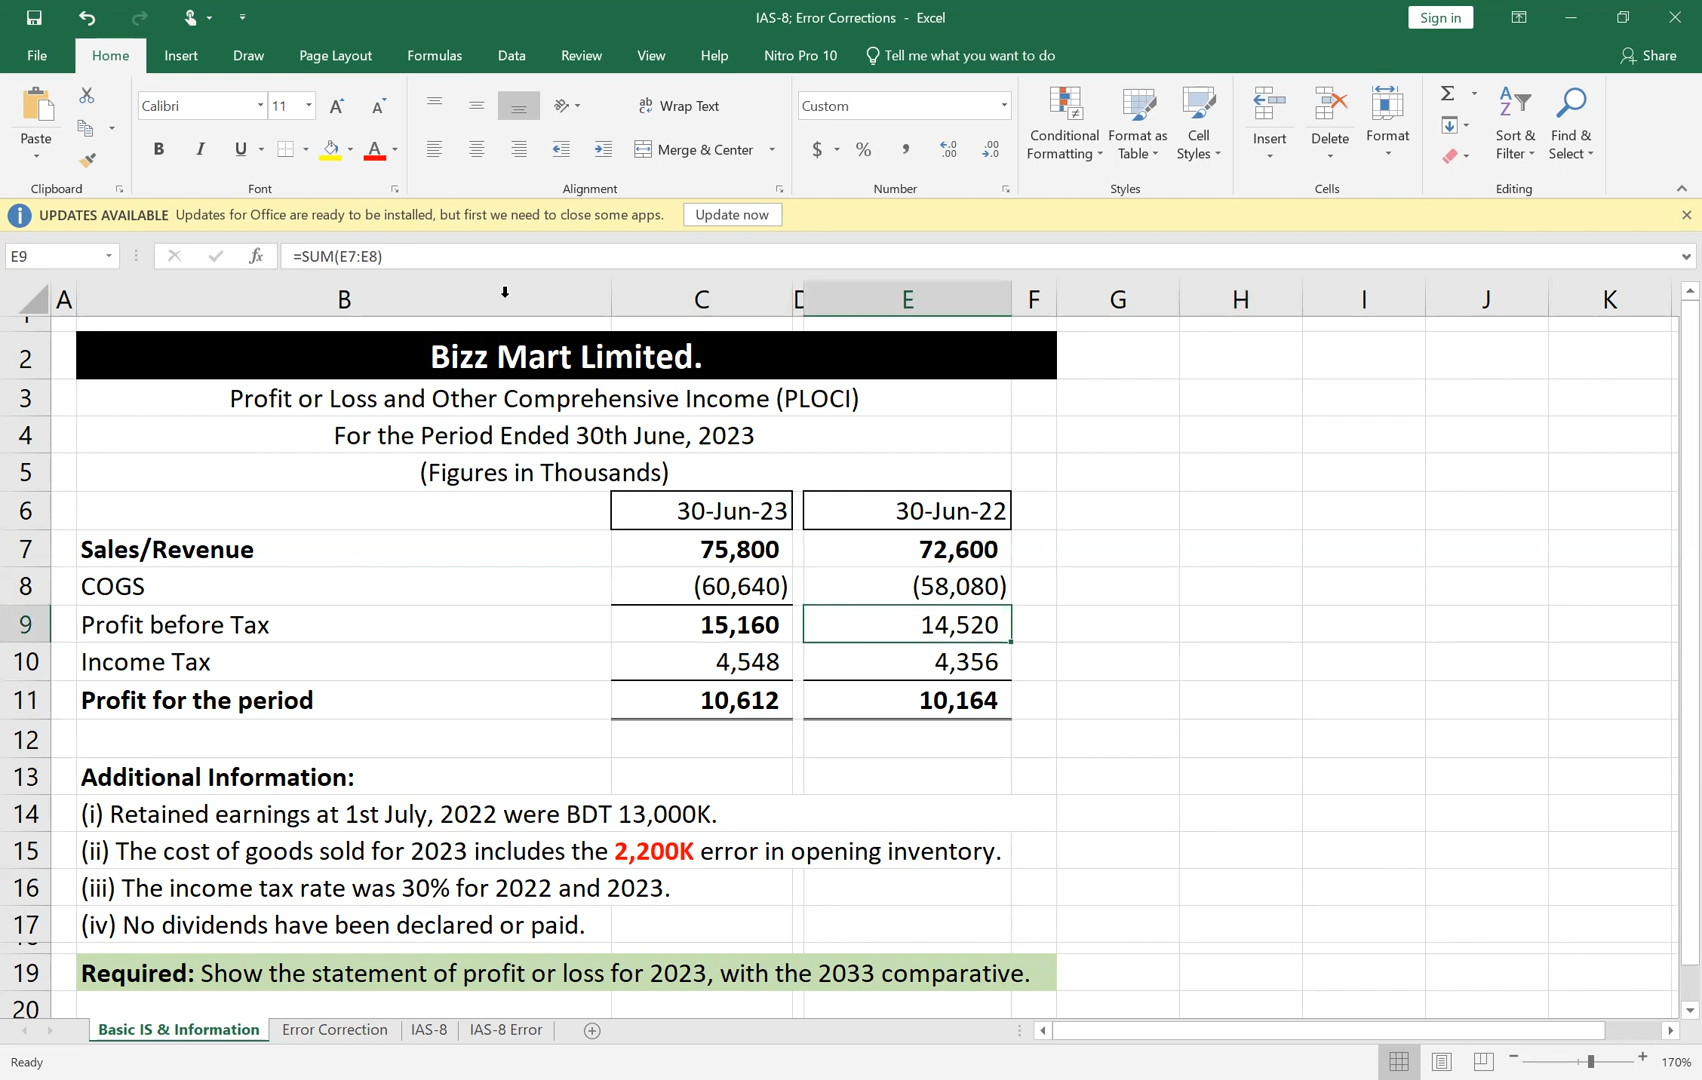 IAS-8; Error Corrections - Excel
Sign in
File Home Insert Draw Page Layout Formulas Data Review View Help Nitro Pro 10 Tell me what you want to do Share
Paste
Calibri 11
Wrap Text
Merge & Center
Custom
$ %
Conditional Formatting
Format as Table
Cell Styles
Insert
Delete
Format
Sort & Filter
Find & Select
Clipboard Font Alignment Number Styles Cells Editing
UPDATES AVAILABLE Updates for Office are ready to be installed, but first we need to close some apps. Update now
E9 fx =SUM(E7:E8)
A B C D E F G H I J K
2 Bizz Mart Limited.
3 Profit or Loss and Other Comprehensive Income (PLOCI)
4 For the Period Ended 30th June, 2023
5 (Figures in Thousands)
6 30-Jun-23 30-Jun-22
7 Sales/Revenue 75,800 72,600
8 COGS (60,640) (58,080)
9 Profit before Tax 15,160 14,520
10 Income Tax 4,548 4,356
11 Profit for the period 10,612 10,164
12
13 Additional Information:
14 (i) Retained earnings at 1st July, 2022 were BDT 13,000K.
15 (ii) The cost of goods sold for 2023 includes the 2,200K error in opening inventory.
16 (iii) The income tax rate was 30% for 2022 and 2023.
17 (iv) No dividends have been declared or paid.
19 Required: Show the statement of profit or loss for 2023, with the 2033 comparative.
20
Basic IS & Information Error Correction IAS-8 IAS-8 Error
Ready 170%